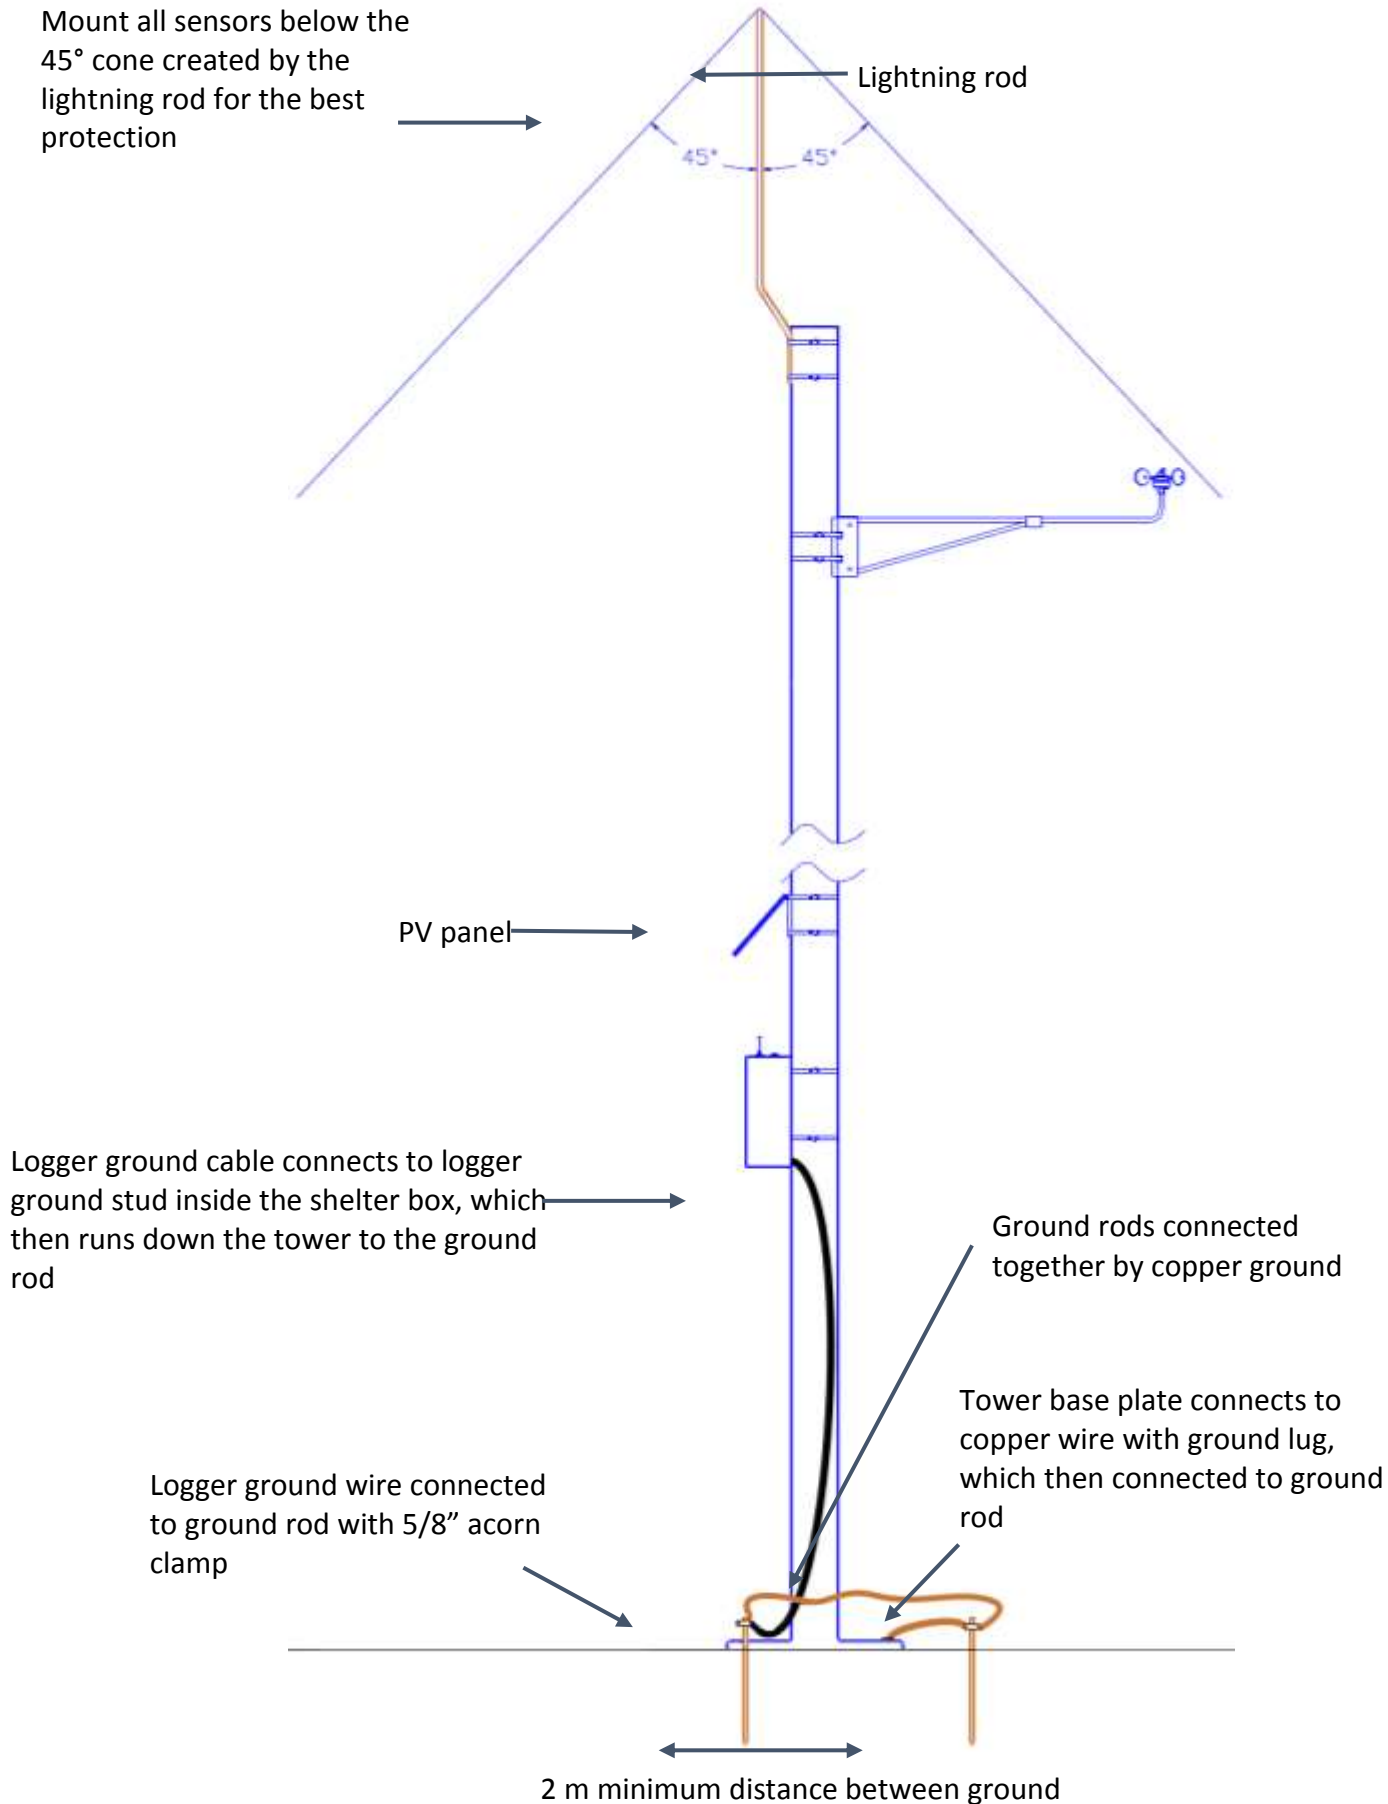 Mount all sensors below the
45° cone created by the
lightning rod for the best
protection
Lightning rod
45°
45°
PV panel
Logger ground cable connects to logger
ground stud inside the shelter box, which
then runs down the tower to the ground
rod
Ground rods connected
together by copper ground
Tower base plate connects to
copper wire with ground lug,
which then connected to ground
rod
Logger ground wire connected
to ground rod with 5/8” acorn
clamp
2 m minimum distance between ground